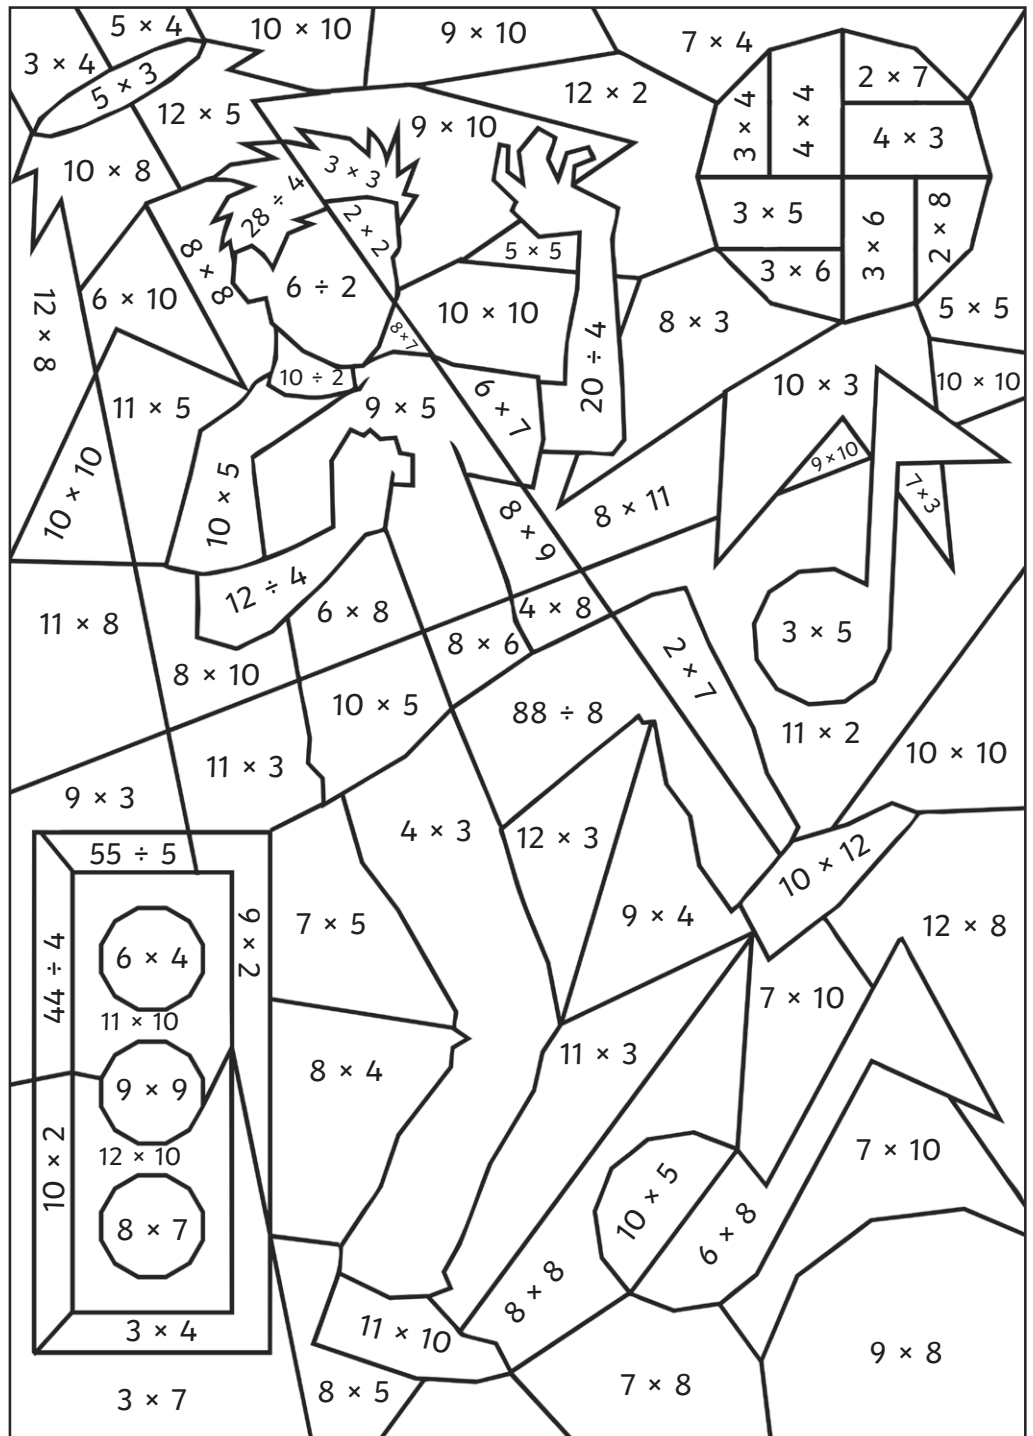 5 × 4
10 × 10
9 × 10
7 × 4
3 × 4
5 × 3
12 × 5
12 × 2
2 × 7
3 × 4
4 × 4
4 × 3
9 × 10
10 × 8
3 × 3
28 ÷ 4
2 × 2
3 × 5
3 × 6
2 × 8
5 × 5
8 × 8
6 ÷ 2
3 × 6
12 × 8
6 × 10
10 × 10
8 × 3
5 × 5
8 × 7
20 ÷ 4
10 ÷ 2
10 × 3
10 × 10
11 × 5
9 × 5
6 × 7
9 × 10
10 × 10
10 × 5
8 × 11
7 × 3
8 × 9
12 ÷ 4
6 × 8
4 × 8
11 × 8
8 × 6
3 × 5
8 × 10
2 × 7
10 × 5
88 ÷ 8
11 × 2
11 × 3
10 × 10
9 × 3
4 × 3
12 × 3
55 ÷ 5
10 × 12
7 × 5
9 × 4
12 × 8
9 × 2
6 × 4
44 ÷ 4
7 × 10
11 × 10
11 × 3
8 × 4
9 × 9
12 × 10
7 × 10
10 × 2
10 × 5
8 × 7
6 × 8
8 × 8
3 × 4
11 × 10
9 × 8
3 × 7
8 × 5
7 × 8